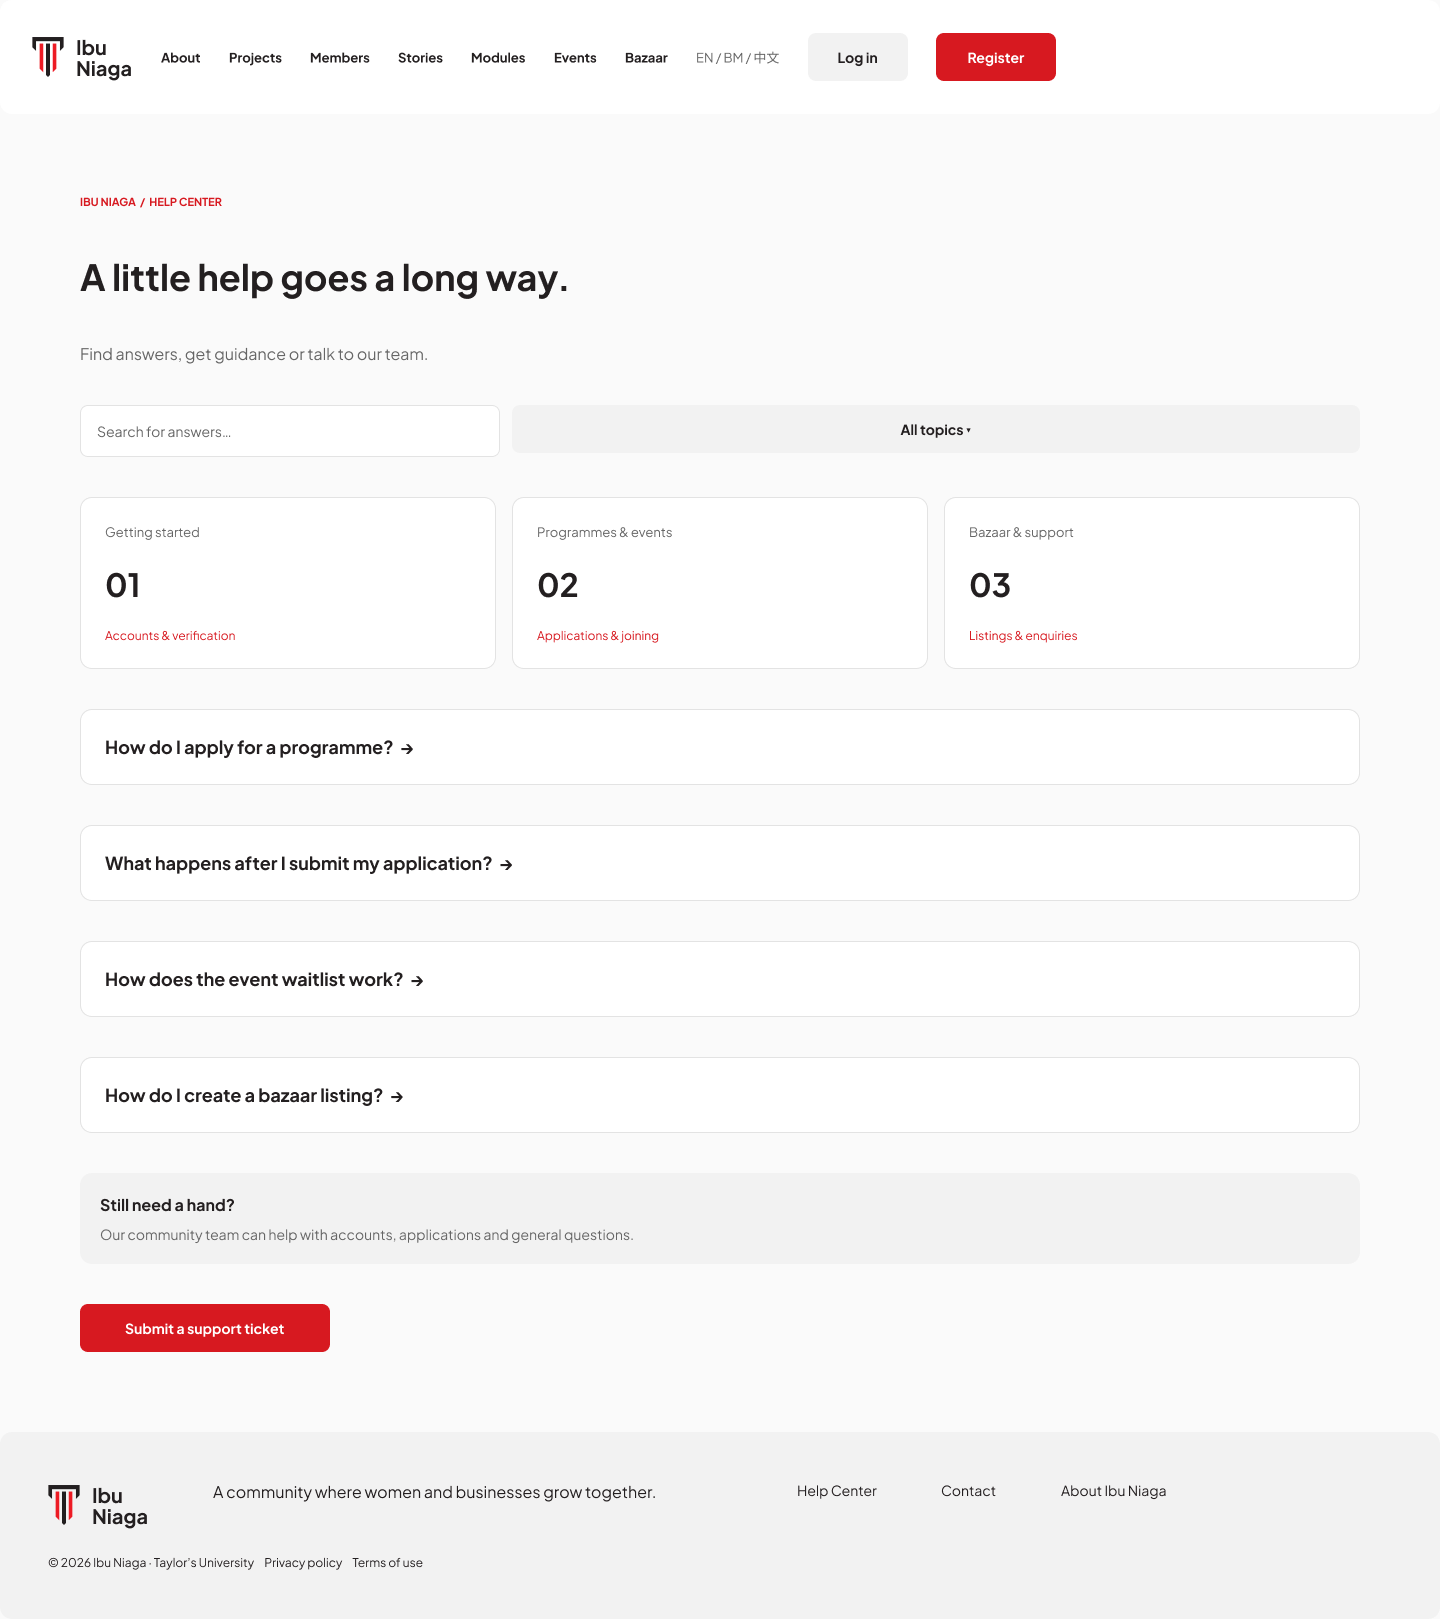 Ibu
Niaga
About Projects Members Stories Modules Events Bazaar EN / BM / 中文 Log in Register
IBU NIAGA / HELP CENTER
A little help goes a long way.
Find answers, get guidance or talk to our team.
Search for answers… All topics ▾
Getting started Programmes & events Bazaar & support
01 02 03
Accounts & verification Applications & joining Listings & enquiries
How do I apply for a programme? →
What happens after I submit my application? →
How does the event waitlist work? →
How do I create a bazaar listing? →
Still need a hand?
Our community team can help with accounts, applications and general questions.
Submit a support ticket
Ibu
Niaga
A community where women and businesses grow together. Help Center Contact About Ibu Niaga
© 2026 Ibu Niaga · Taylor’s University Privacy policy Terms of use